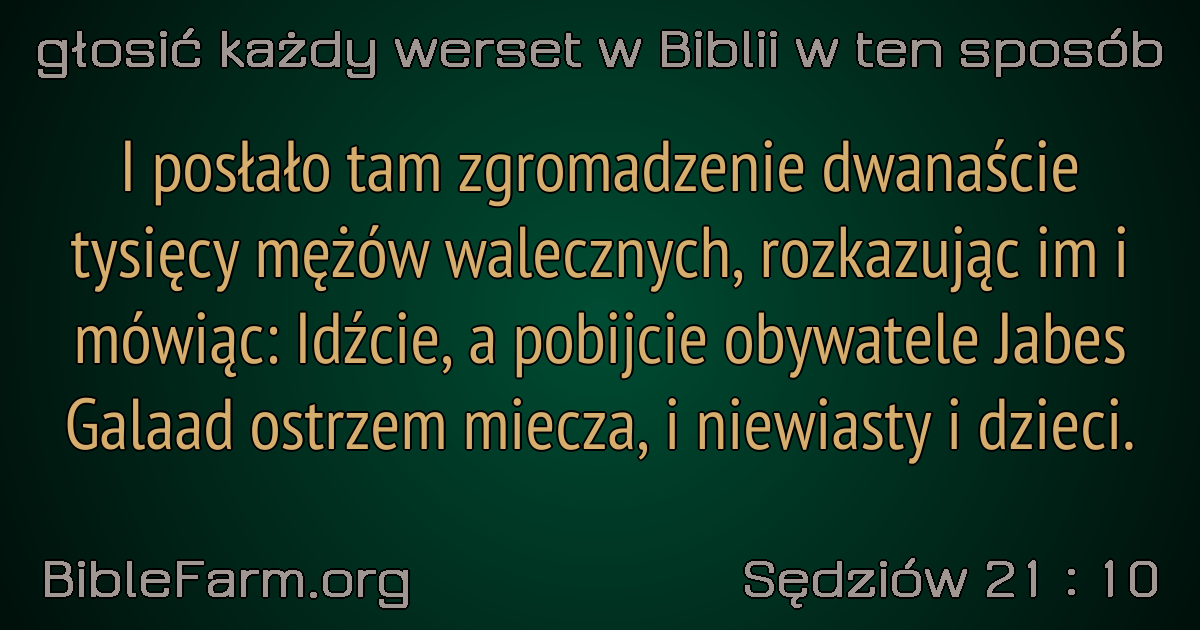 głosić każdy werset w Biblii w ten sposób
I posłało tam zgromadzenie dwanaście
tysięcy mężów walecznych, rozkazując im i
mówiąc: Idźcie, a pobijcie obywatele Jabes
Galaad ostrzem miecza, i niewiasty i dzieci.
BibleFarm.org
Sędziów 21 : 10